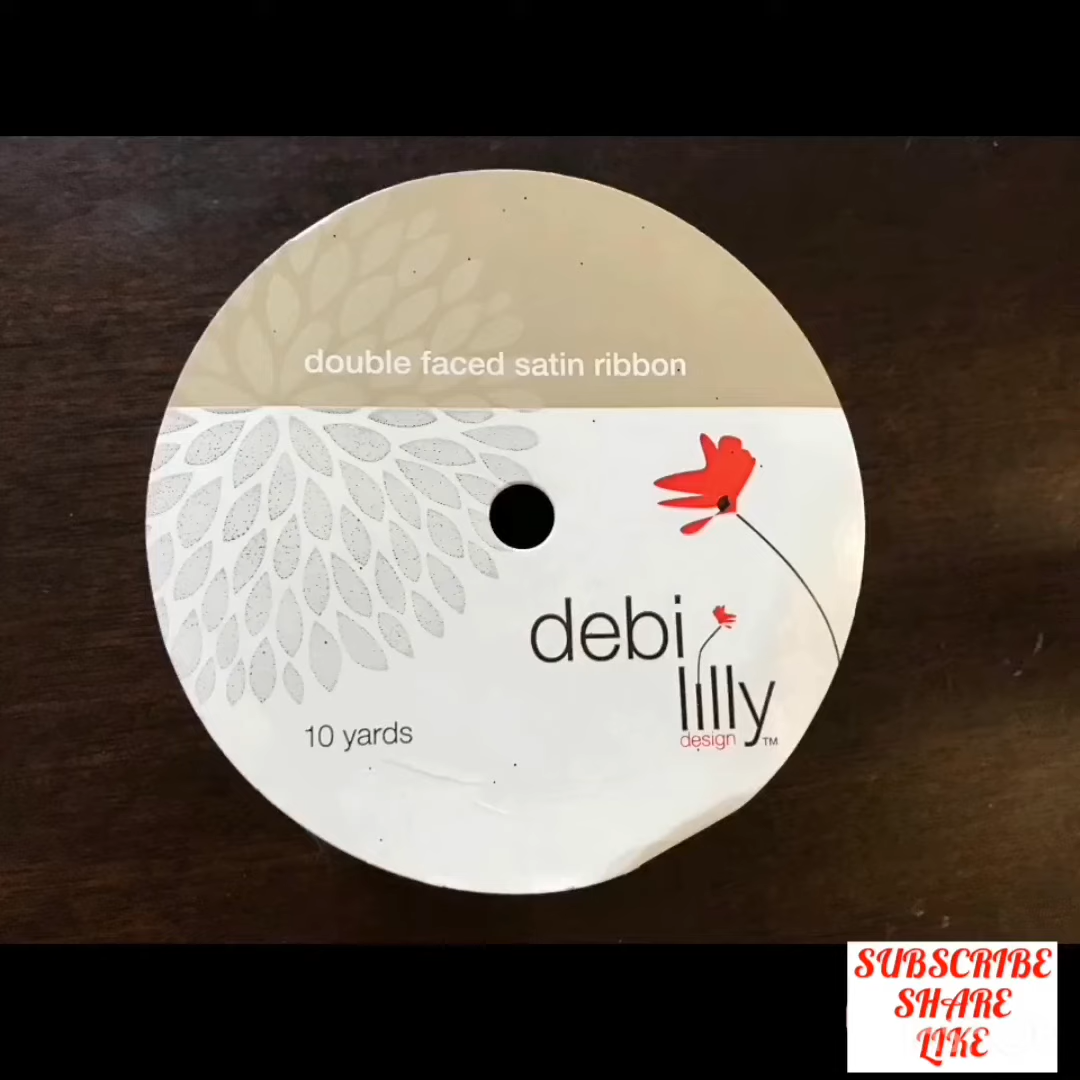 double faced satin ribbon
debi
lilly
design™
10 yards
SUBSCRIBE
SHARE
LIKE